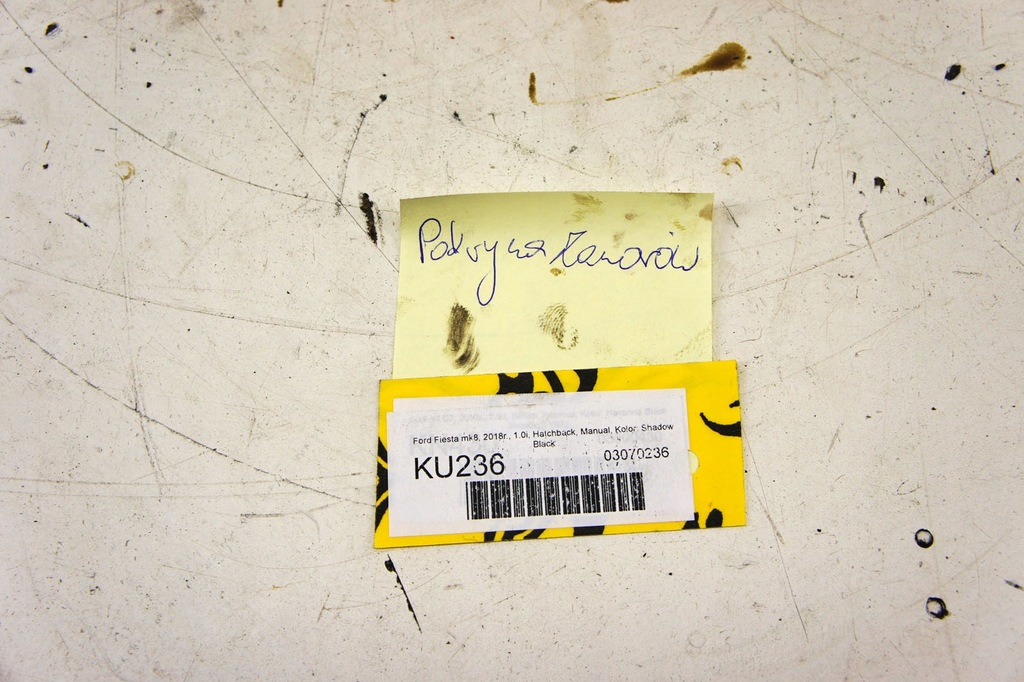 Pokrywa Zaworów
Ford Fiesta mk8, 2018r., 1.0i, Hatchback, Manual, Kolor: Shadow
Black
KU236 03070236